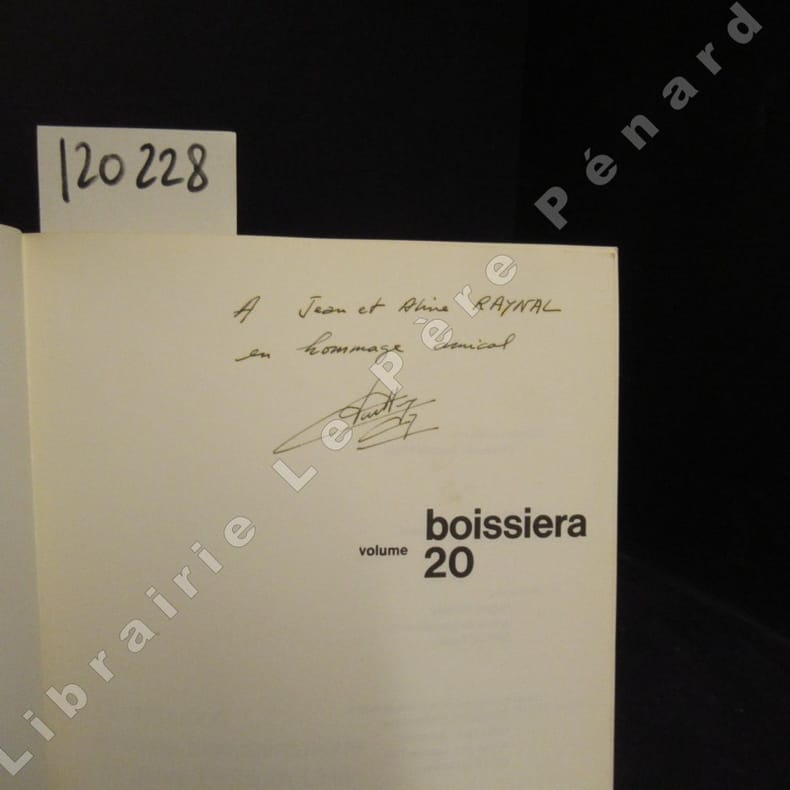 120228
A Jean et Aline RAYNAL
en hommage amical
boissiera
volume 20
Librairie Le Père Pénard